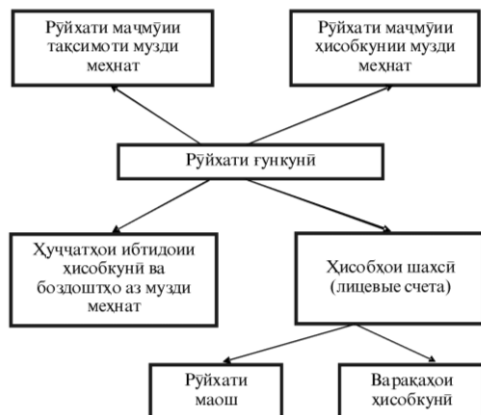 Рӯйхати маҷмӯии
тақсимоти музди
меҳнат
Рӯйхати маҷмӯии
ҳисобкунии музди
меҳнат
Рӯйхати ғункунӣ
Ҳуҷҷатҳои ибтидоии
ҳисобкунӣ ва
боздоштҳо аз музди
меҳнат
Ҳисобҳои шахсӣ
(лицевые счета)
Рӯйхати
маош
Варақаҳои
ҳисобкунӣ